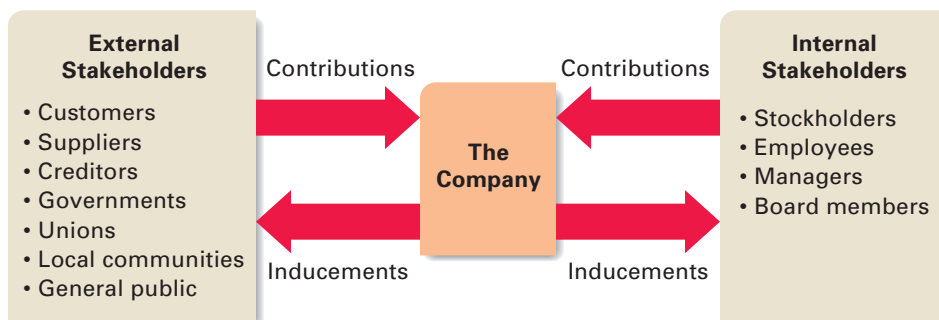 External
Stakeholders
• Customers
• Suppliers
• Creditors
• Governments
• Unions
• Local communities
• General public
Contributions
Inducements
The
Company
Contributions
Inducements
Internal
Stakeholders
• Stockholders
• Employees
• Managers
• Board members